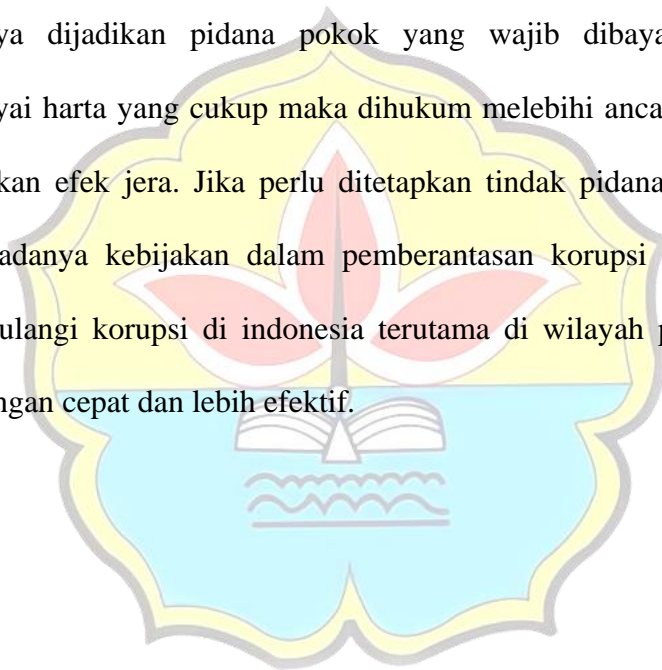 ya dijadikan pidana pokok yang wajib dibaya
yai harta yang cukup maka dihukum melebihi anca
kan efek jera. Jika perlu ditetapkan tindak pidana
adanya kebijakan dalam pemberantasan korupsi
ulangi korupsi di indonesia terutama di wilayah p
ngan cepat dan lebih efektif.